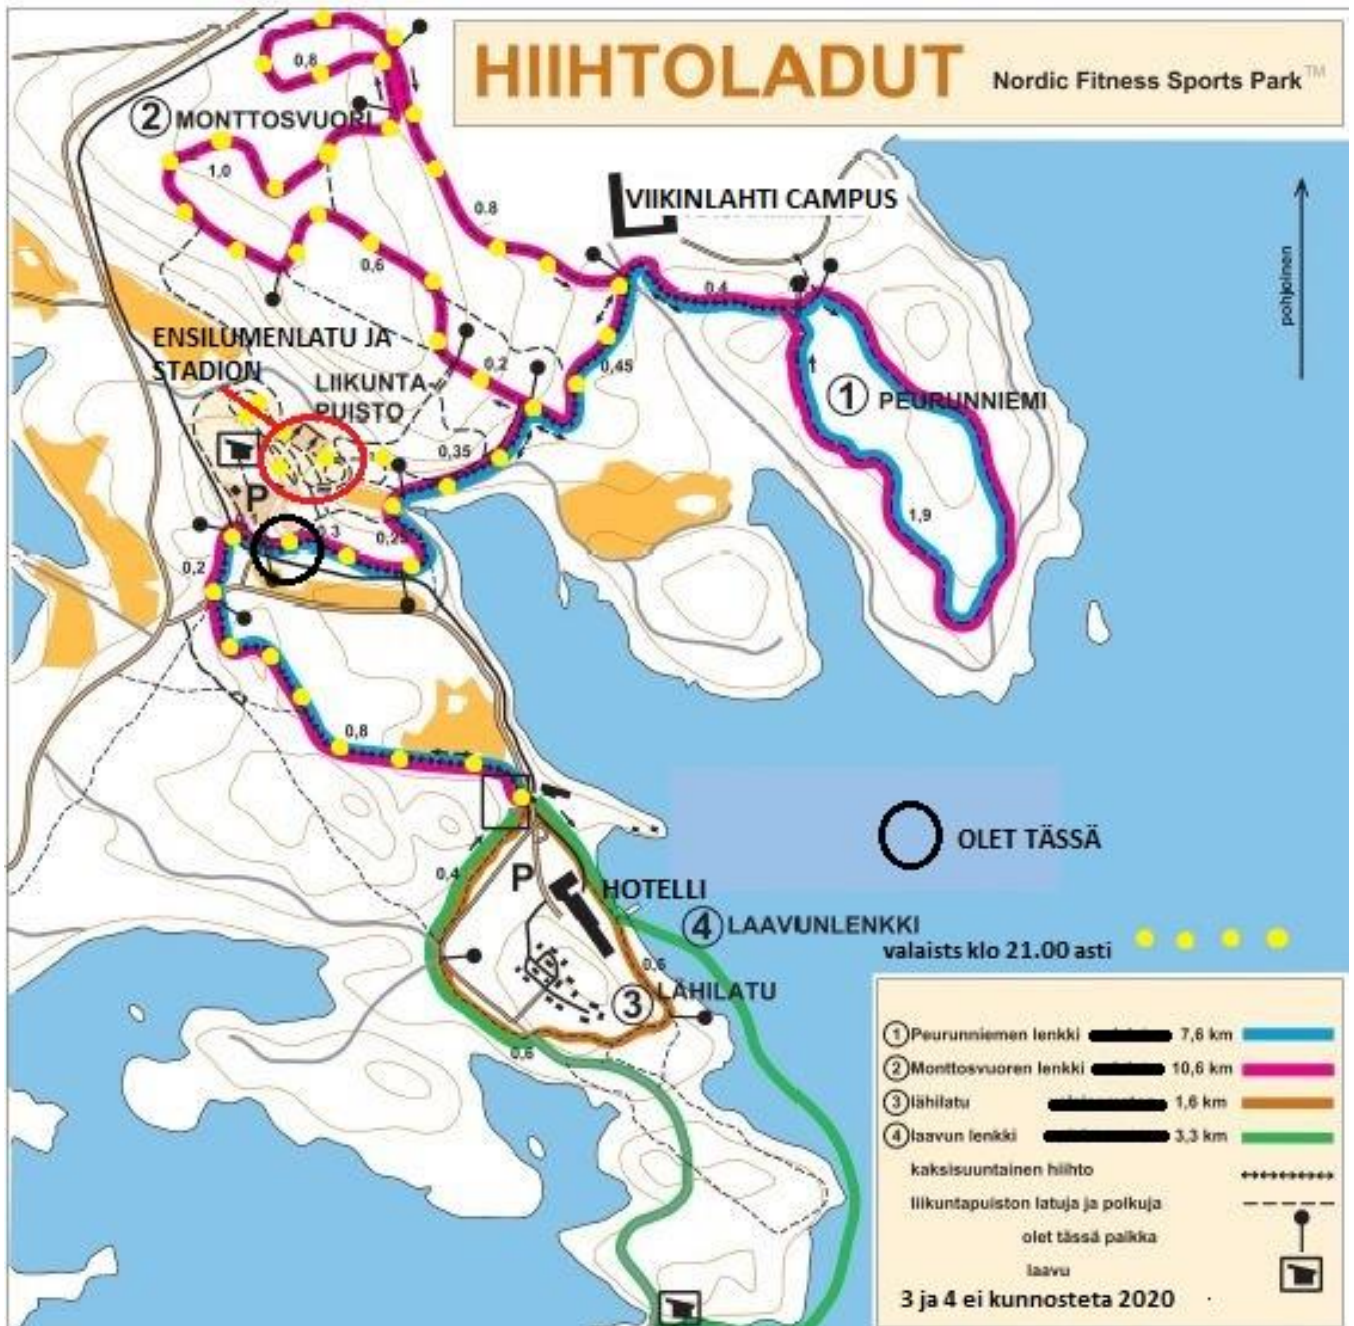 HIIHTOLADUT Nordic Fitness Sports Park™
0,8
② MONTTOSVUORI
1,0
0.8
VIIKINLAHTI CAMPUS
0,6
0.4
pohjoinen
ENSILUMENLATU JA
STADION
LIIKUNTA-
PUISTO
0,2
0,45
① PEURUNNIEMI
1
0,35
P
0,3
0,2
1,9
0,2
0,8
OLET TÄSSÄ
0.4
P
HOTELLI
④ LAAVUNLENKKI
valaists klo 21.00 asti
0,6
③ LÄHILATU
0,6
① Peurunniemen lenkki 7,6 km
② Monttosvuoren lenkki 10,6 km
③ lähilatu 1,6 km
④ laavun lenkki 3,3 km
kaksisuuntainen hiihto
liikuntapuiston latuja ja polkuja
olet tässä paikka
laavu
3 ja 4 ei kunnosteta 2020